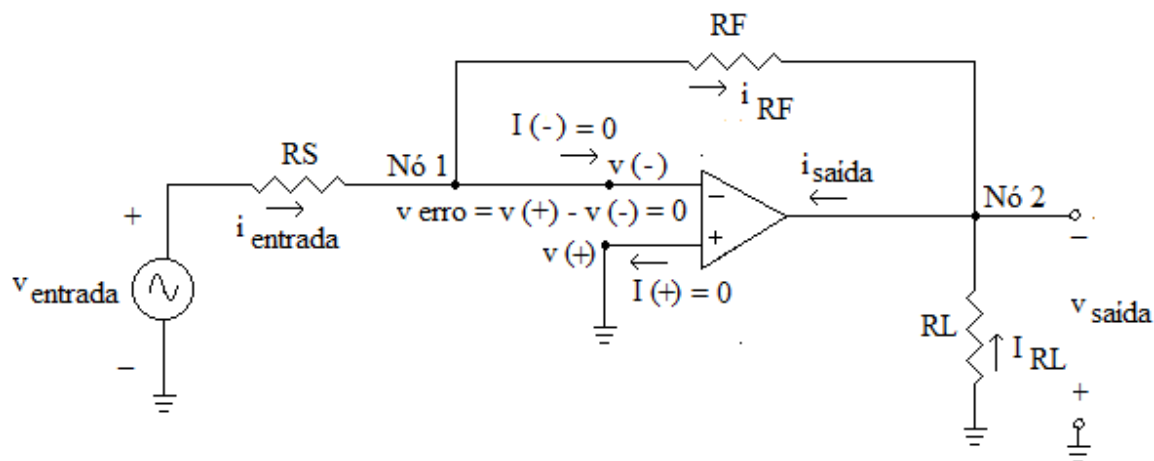 RF
i RF
I (-) = 0
RS
Nó 1
v (-)
i saída
Nó 2
+
i entrada
v erro = v (+) - v (-) = 0
−
+
−
v (+)
I (+) = 0
v entrada
v saída
RL
I RL
−
+